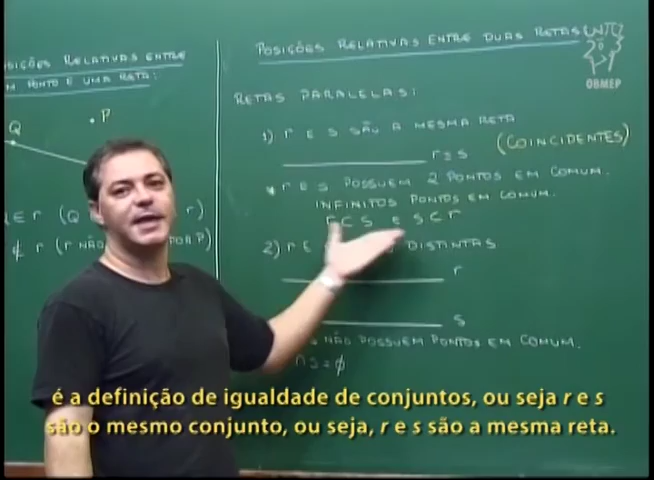 SIÇÕES RELATIVAS ENTRE
M PONTO E UMA RETA:
Q
P
Q ∈ r (Q
r)
r (r NÃO
POR P)
POSIÇÕES RELATIVAS ENTRE DUAS RETAS
OBMEP
RETAS PARALELAS:
1) r E s SÃO A MESMA RETA
(COINCIDENTES)
r ≡ s
* r E s POSSUEM 2 PONTOS EM COMUM.
INFINITOS PONTOS EM COMUM.
r ⊂ s e s ⊂ r
2) r E
DISTINTAS
r
s
NÃO POSSUEM PONTOS EM COMUM.
∩ s = ∅
é a definição de igualdade de conjuntos, ou seja r e s
são o mesmo conjunto, ou seja, r e s são a mesma reta.